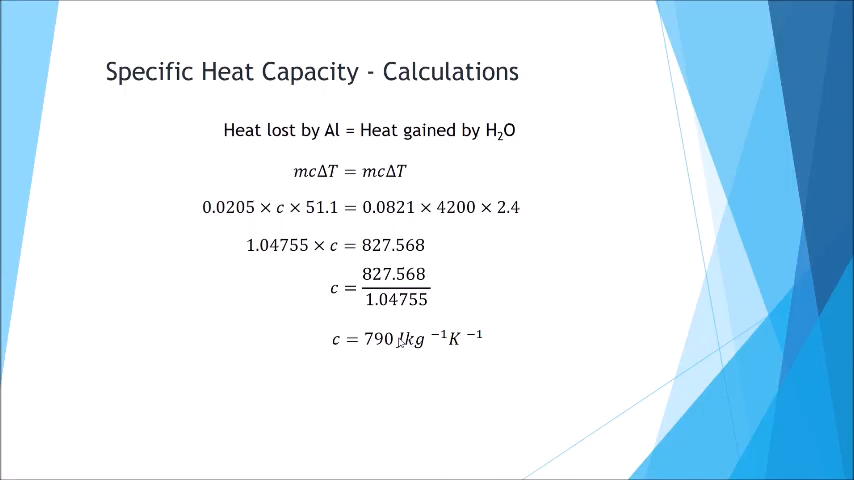 Specific Heat Capacity - Calculations
Heat lost by Al = Heat gained by H₂O
mcΔT = mcΔT
0.0205 × c × 51.1 = 0.0821 × 4200 × 2.4
1.04755 × c = 827.568
c = 827.568 / 1.04755
c = 790 Jkg ⁻¹K ⁻¹